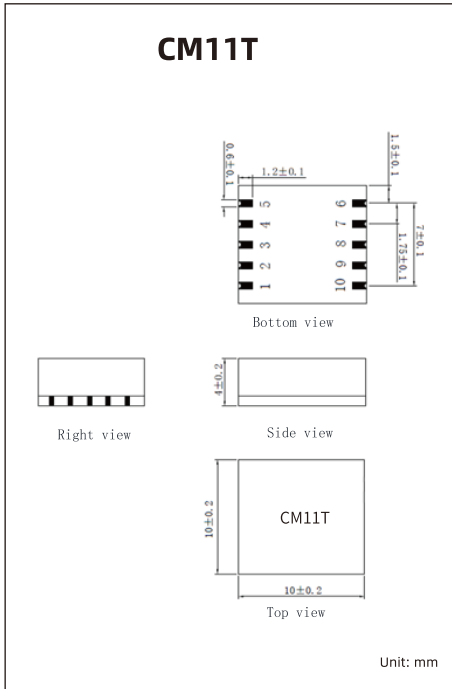 CM11T
0.6±0.1
1.2±0.1
1.5±0.1
5 6
4 7
3 8
2 9
1 10
1.75±0.1
7±0.1
Bottom view
4±0.2
Right view
Side view
10±0.2
CM11T
10±0.2
Top view
Unit: mm